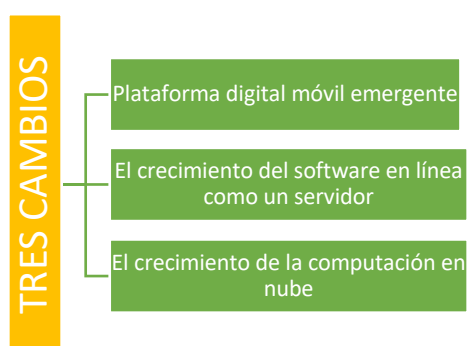 TRES CAMBIOS
Plataforma digital móvil emergente
El crecimiento del software en línea
como un servidor
El crecimiento de la computación en
nube